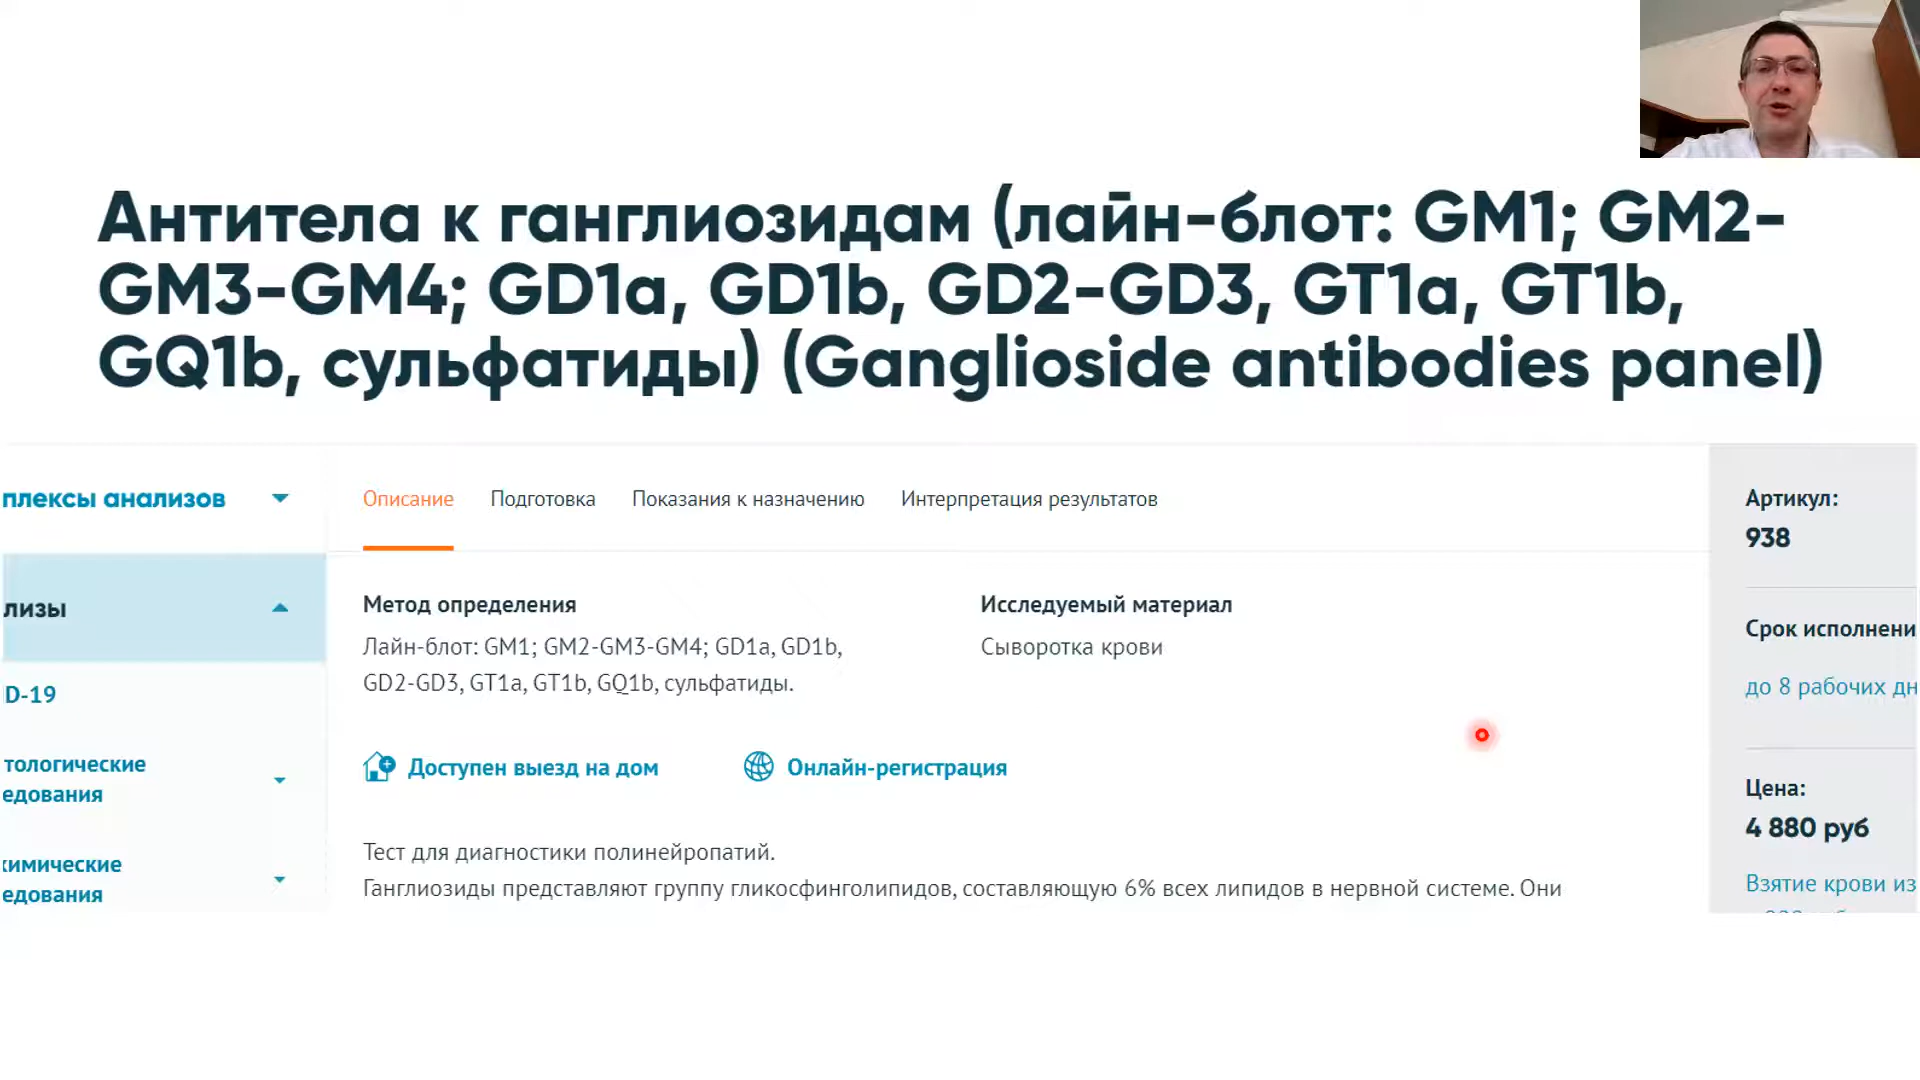 Антитела к ганглиозидам (лайн-блот: GM1; GM2-
GM3-GM4; GD1a, GD1b, GD2-GD3, GT1a, GT1b,
GQ1b, сульфатиды) (Ganglioside antibodies panel)
плексы анализов
Описание Подготовка Показания к назначению Интерпретация результатов
Артикул:
938
лизы
Метод определения
Лайн-блот: GM1; GM2-GM3-GM4; GD1a, GD1b,
GD2-GD3, GT1a, GT1b, GQ1b, сульфатиды.
Исследуемый материал
Сыворотка крови
Срок исполнени
до 8 рабочих дн
D-19
тологические
едования
Доступен выезд на дом Онлайн-регистрация
Цена:
4 880 руб
химические
едования
Тест для диагностики полинейропатий.
Ганглиозиды представляют группу гликосфинголипидов, составляющую 6% всех липидов в нервной системе. Они
Взятие крови из